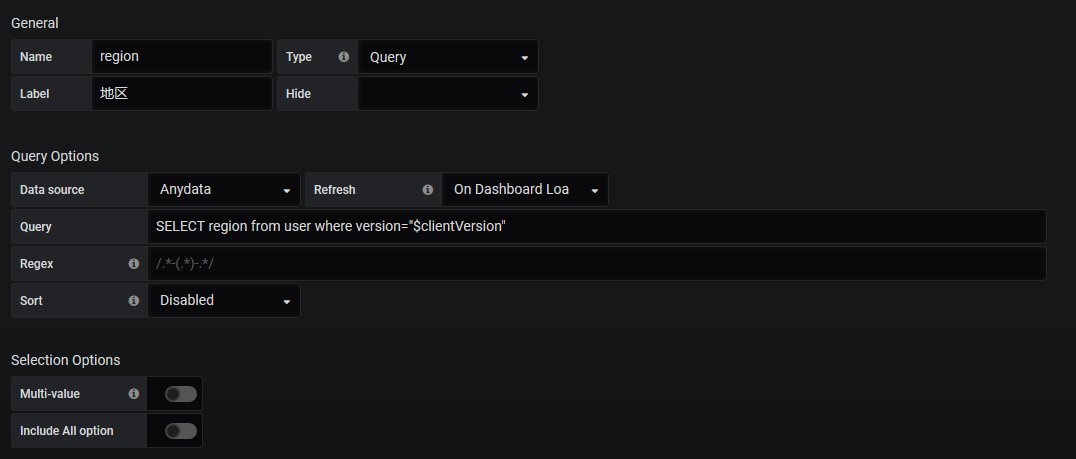 General
Name region Type Query
Label 地区 Hide
Query Options
Data source Anydata Refresh On Dashboard Loa
Query SELECT region from user where version="$clientVersion"
Regex /.*-(.*)-.*/
Sort Disabled
Selection Options
Multi-value
Include All option